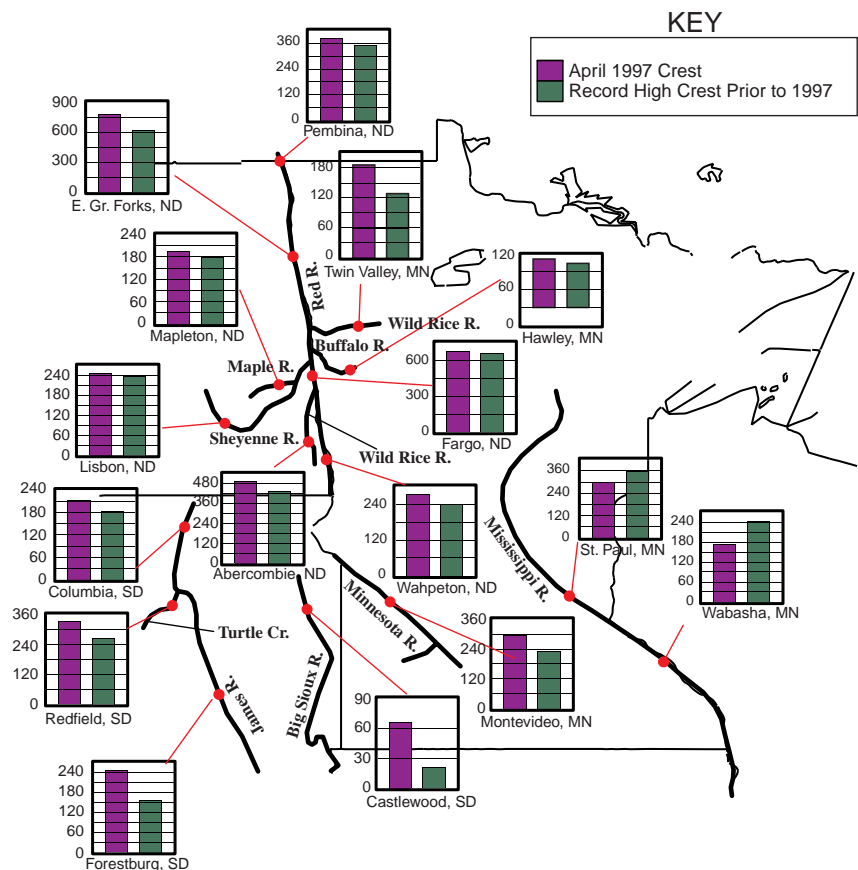 KEY
April 1997 Crest
Record High Crest Prior to 1997
360
300
240
180
120
60
0
Pembina, ND
900
600
300
0
E. Gr. Forks, ND
180
120
60
0
Twin Valley, MN
240
180
120
60
0
Mapleton, ND
120
60
0
Hawley, MN
Red R.
Wild Rice R.
Buffalo R.
Maple R.
600
300
0
Fargo, ND
240
180
120
60
0
Lisbon, ND
Sheyenne R.
Wild Rice R.
480
360
240
120
0
Abercombie, ND
240
180
120
60
0
Columbia, SD
240
120
0
Wahpeton, ND
360
240
120
0
St. Paul, MN
240
180
120
60
0
Wabasha, MN
Mississippi R.
Minnesota R.
360
240
120
0
Redfield, SD
Turtle Cr.
James R.
Big Sioux R.
360
240
120
0
Montevideo, MN
90
60
30
0
Castlewood, SD
240
180
120
60
0
Forestburg, SD